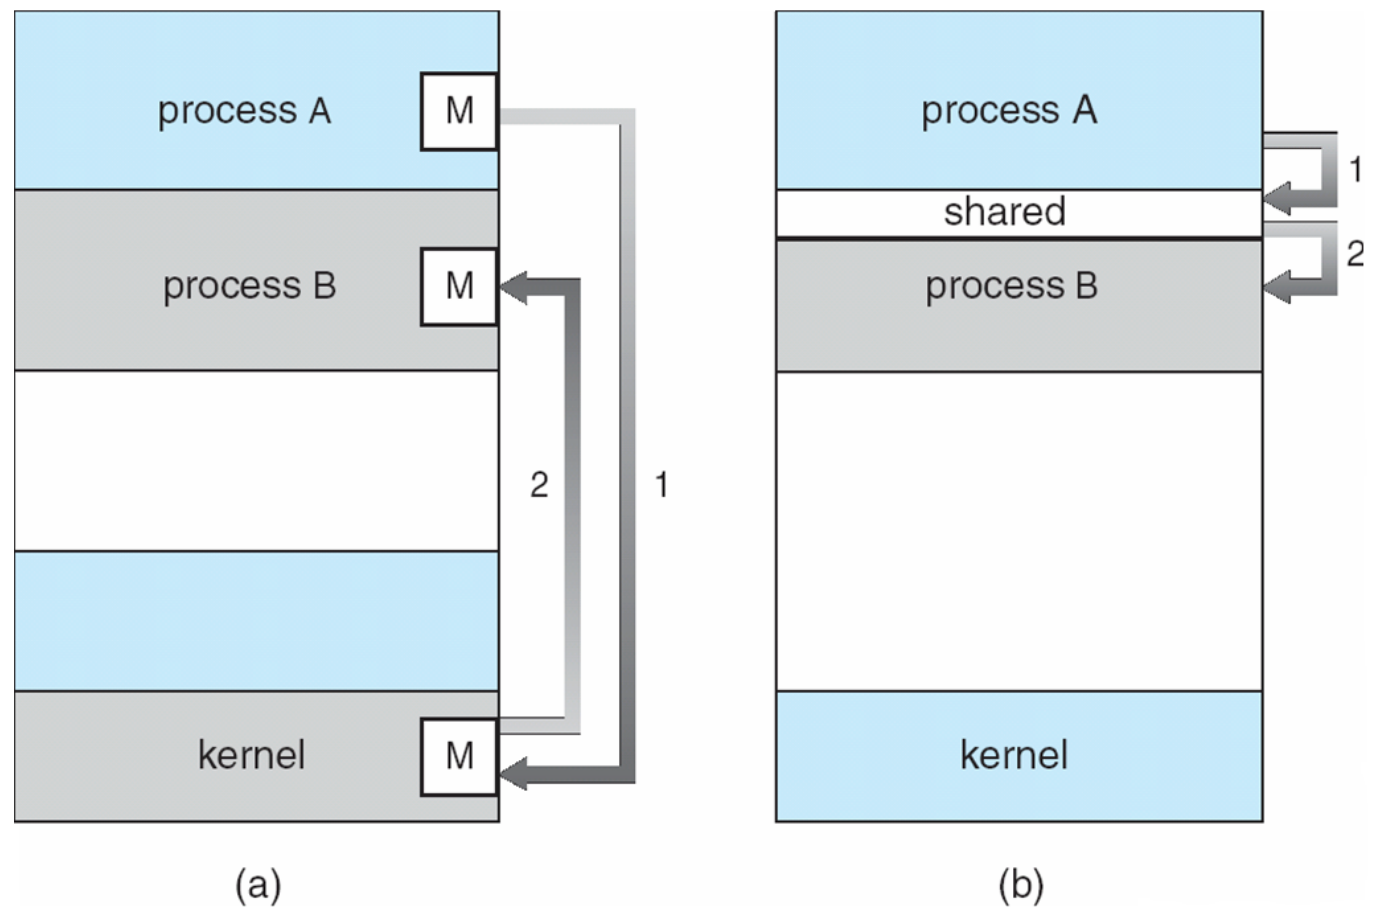 process A
M
process B
M
2
1
kernel
M
(a)
process A
1
shared
2
process B
kernel
(b)